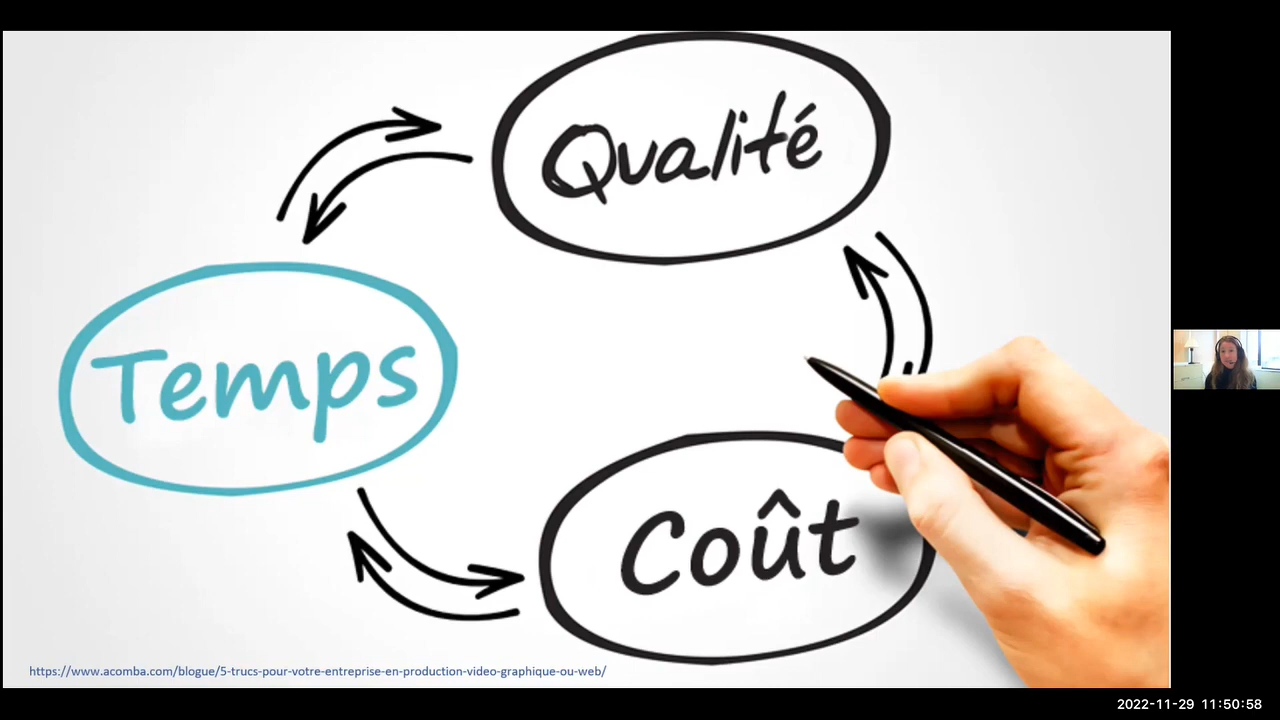 Qualité
Temps
Coût
https://www.acomba.com/blogue/5-trucs-pour-votre-entreprise-en-production-video-graphique-ou-web/
2022-11-29 11:50:58